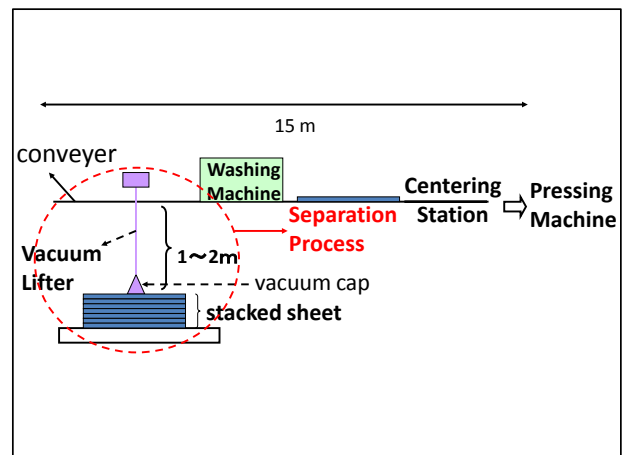 15 m
conveyer
Washing
Machine
Centering
Station
Pressing
Machine
Separation
Process
Vacuum
Lifter
1～2m
vacuum cap
stacked sheet